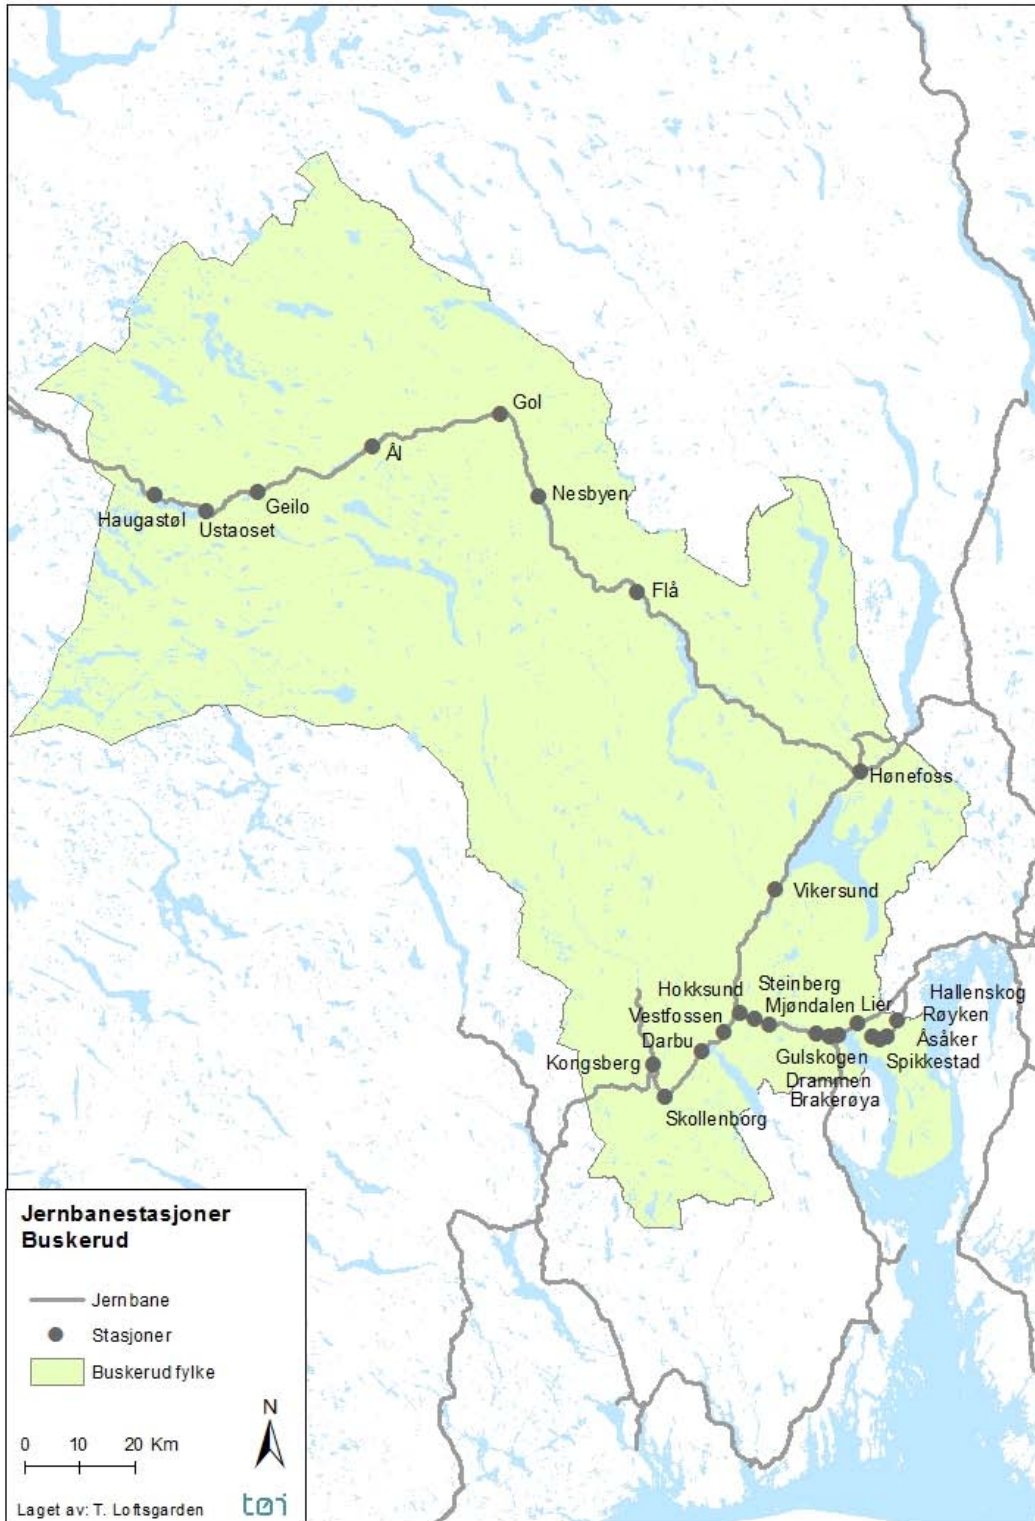 Gol
Ål
Nesbyen
Geilo
Haugastøl
Ustaoset
Flå
Hønefoss
Vikersund
Steinberg
Hokksund
Mjøndalen
Lier
Hallenskog
Vestfossen
Røyken
Darbu
Åsåker
Gulskogen
Spikkestad
Kongsberg
Drammen
Brakerøya
Skollenborg
Jernbanestasjoner
Buskerud
Jernbane
Stasjoner
Buskerud fylke
N
0 10 20 Km
Laget av: T. Loftsgarden
tøi